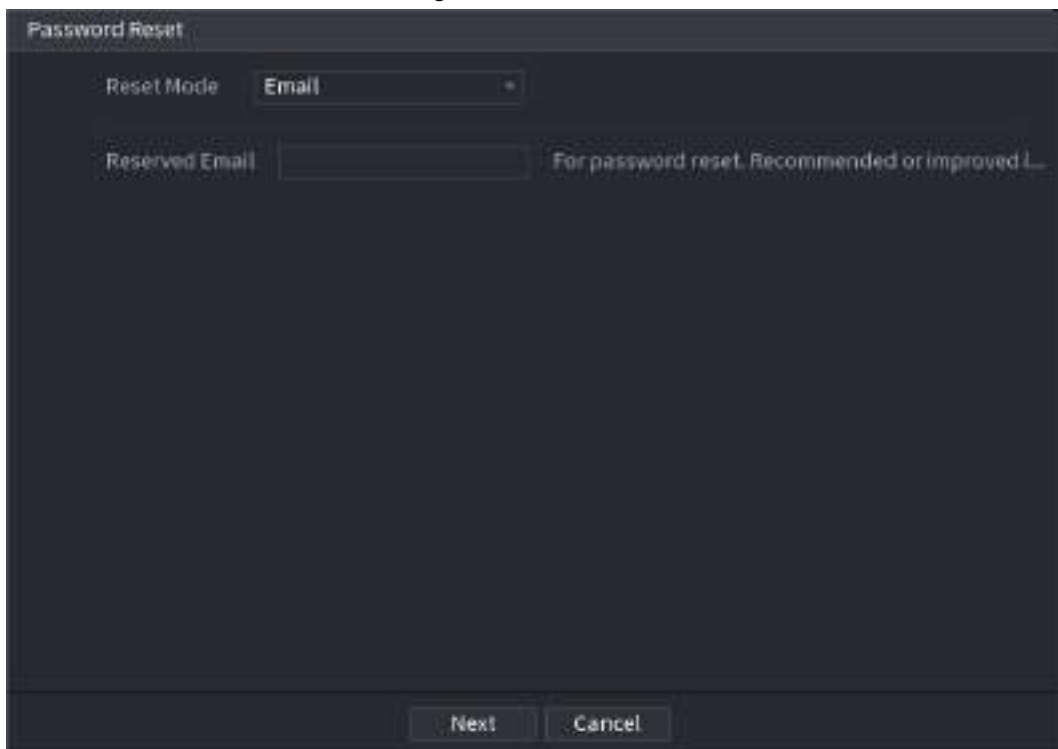 Password Reset
Reset Mode Email
Reserved Email For password reset. Recommended or improved i...
Next Cancel